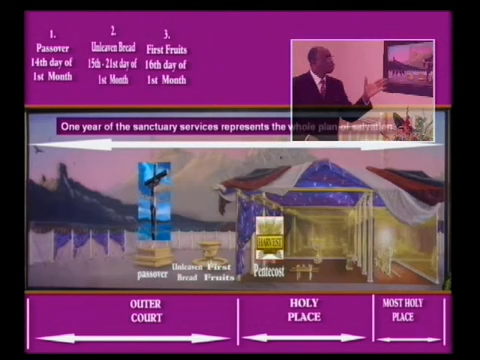 1.
Passover
14th day of
1st Month
2.
Unleaven Bread
15th - 21st day of
1st Month
3.
First Fruits
16th day of
1st Month
One year of the sanctuary services represents the whole plan of salvation
HARVEST
passover
Unleaven
Bread
First
Fruits
Pentecost
OUTER
COURT
HOLY
PLACE
MOST HOLY
PLACE